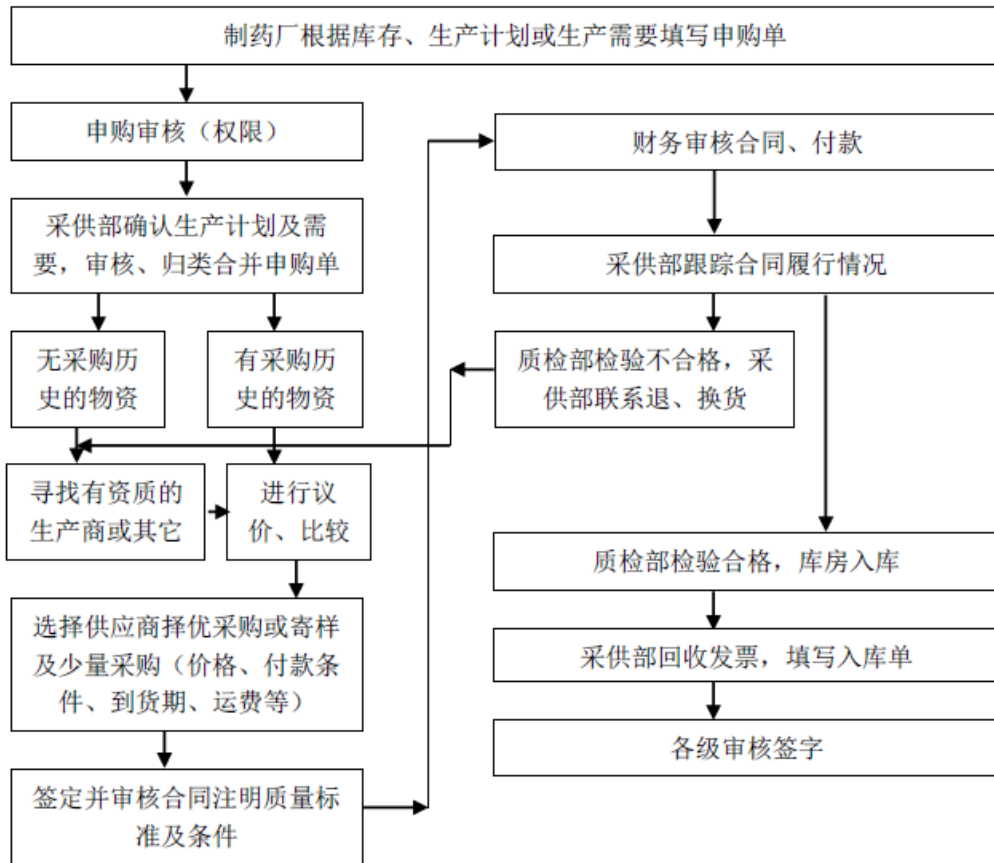 制药厂根据库存、生产计划或生产需要填写申购单
申购审核（权限）
采供部确认生产计划及需
要，审核、归类合并申购单
无采购历
史的物资
有采购历
史的物资
寻找有资质的
生产商或其它
进行议
价、比较
选择供应商择优采购或寄样
及少量采购（价格、付款条
件、到货期、运费等）
签定并审核合同注明质量标
准及条件
财务审核合同、付款
采供部跟踪合同履行情况
质检部检验不合格，采
供部联系退、换货
质检部检验合格，库房入库
采供部回收发票，填写入库单
各级审核签字